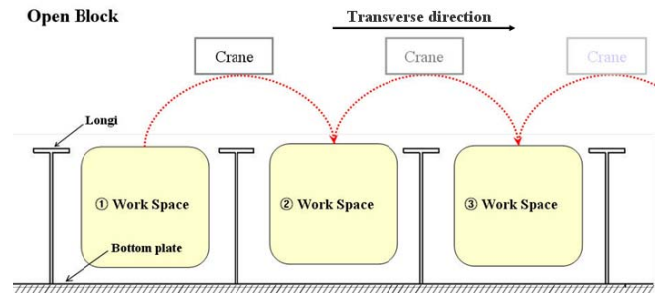 Open Block
Transverse direction
Crane
Crane
Crane
Longi
① Work Space
② Work Space
③ Work Space
Bottom plate